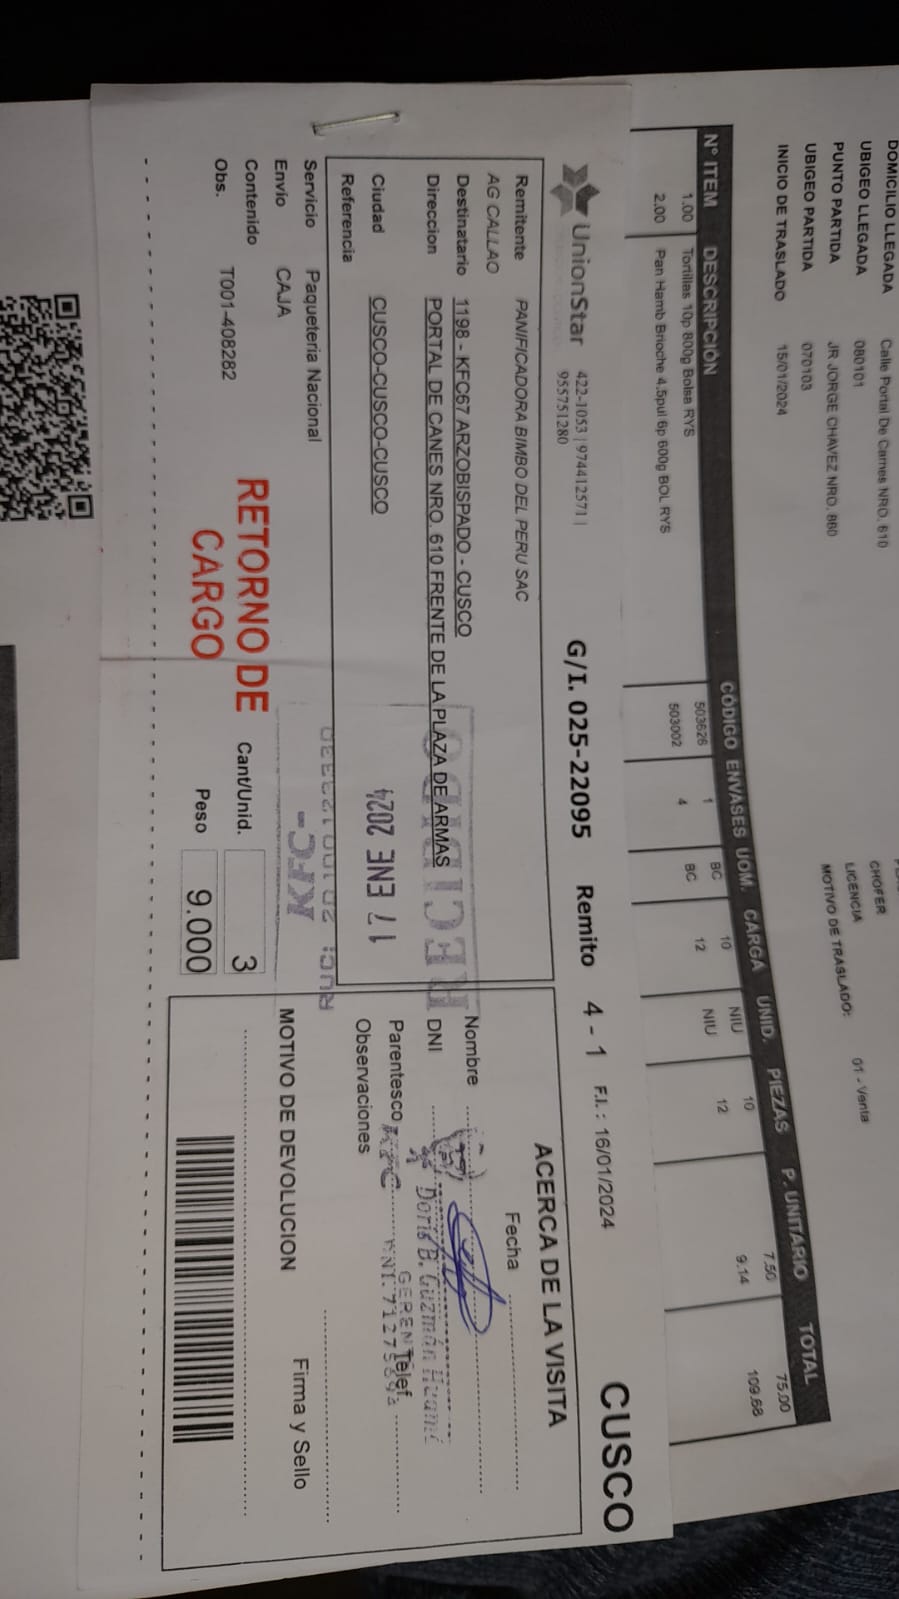 DOMICILIO LLEGADA Calle Portal De Carnes NRO. 610
UBIGEO LLEGADA 080101
PUNTO PARTIDA JR JORGE CHAVEZ NRO. 860
UBIGEO PARTIDA 070103
INICIO DE TRASLADO 15/01/2024
CHOFER
LICENCIA
MOTIVO DE TRASLADO: 01 - Venta
N° ITEM DESCRIPCIÓN CÓDIGO ENVASES UOM. CARGA UNID. PIEZAS P. UNITARIO TOTAL
1.00 Tortillas 10p 800g Bolsa RYS 503626 1 BG 10 NIU 10 7.50 75.00
2.00 Pan Hamb Brioche 4.5pul 6p 600g BOL RYS 503002 4 BG 12 NIU 12 9.14 109.68
UnionStar
422-1053 | 974412571 |
955751280
G/I. 025-22095 Remito 4 - 1 F.I.: 16/01/2024 CUSCO
Remitente PANIFICADORA BIMBO DEL PERU SAC
AG CALLAO
Destinatario 1198 - KFC67 ARZOBISPADO - CUSCO
Direccion PORTAL DE CANES NRO. 610 FRENTE DE LA PLAZA DE ARMAS
Ciudad CUSCO-CUSCO-CUSCO
Referencia
RECIBIDO
17 ENE 2024
KFC-
Servicio Paqueteria Nacional
Envio CAJA
Contenido T001-408282
Obs.
RETORNO DE
CARGO
Cant/Unid. 3
Peso 9.000
ACERCA DE LA VISITA
Fecha
Nombre
DNI
Doris B. Guzmán
Parentesco
Telef.
KFC
Observaciones
MOTIVO DE DEVOLUCION
Firma y Sello